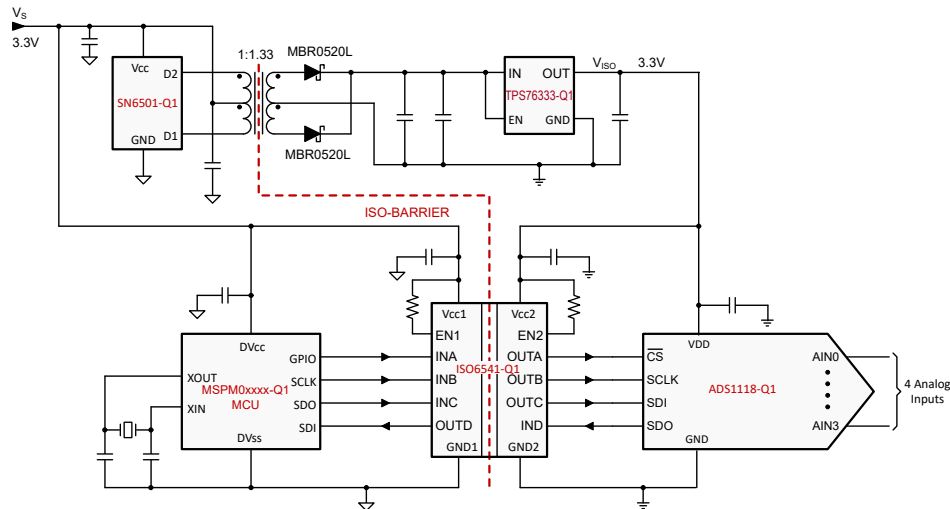 VS
3.3V
Vcc
D2
SN6501-Q1
D1
GND
1:1.33
MBR0520L
MBR0520L
IN
OUT
TPS76333-Q1
EN
GND
VISO
3.3V
ISO-BARRIER
DVcc
XOUT
XIN
MSPM0xxxx-Q1
MCU
GPIO
SCLK
SDO
SDI
DVss
Vcc1
EN1
INA
INB
INC
OUTD
GND1
ISO6541-Q1
Vcc2
EN2
OUTA
OUTB
OUTC
IND
GND2
VDD
CS
SCLK
SDI
SDO
ADS1118-Q1
GND
AIN0
AIN3
4 Analog
Inputs